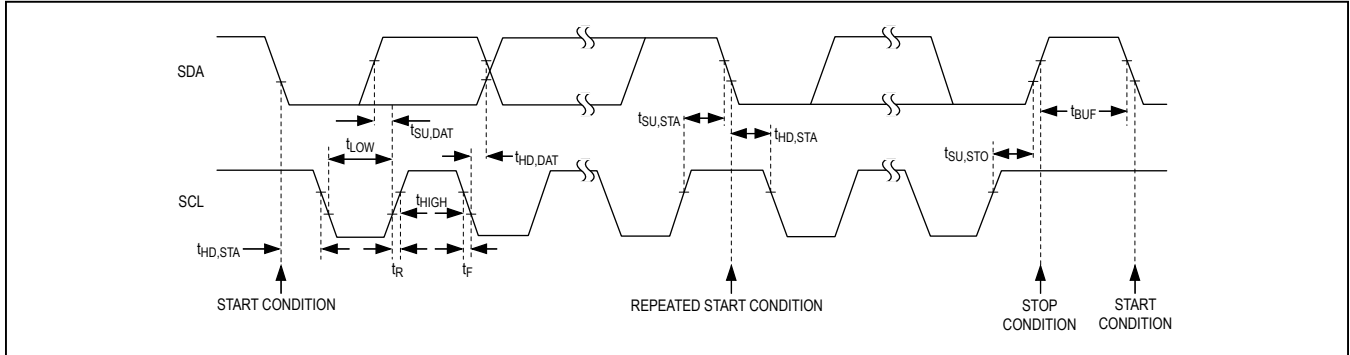 SDA
tSU,DAT
tLOW
tHD,DAT
tSU,STA
tHD,STA
tBUF
tSU,STO
SCL
tHIGH
tHD,STA
tR
tF
START CONDITION
REPEATED START CONDITION
STOP
CONDITION
START
CONDITION